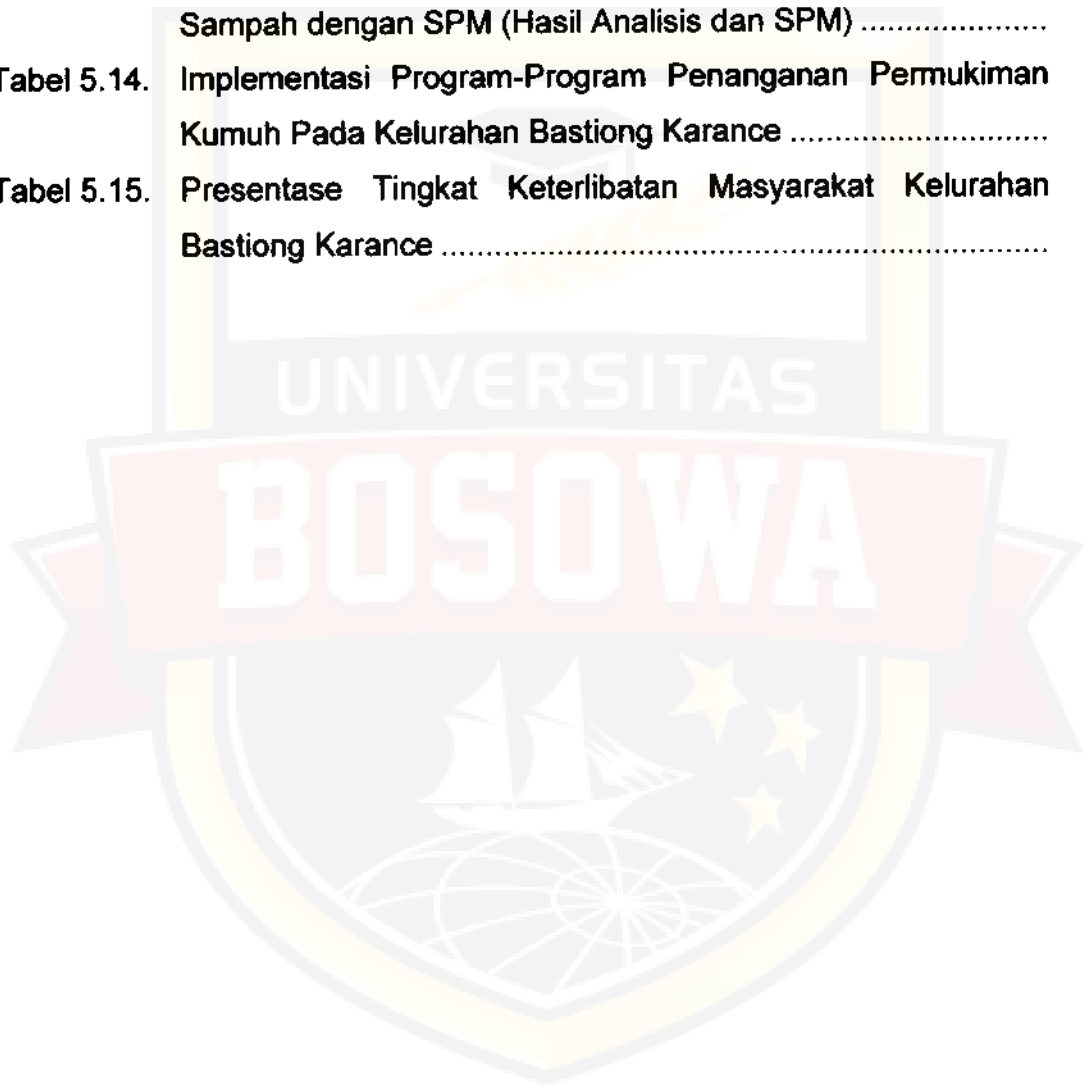 Sampah dengan SPM (Hasil Analisis dan SPM) .....................
Tabel 5.14. Implementasi Program-Program Penanganan Permukiman
Kumuh Pada Kelurahan Bastiong Karance .............................
Tabel 5.15. Presentase Tingkat Keterlibatan Masyarakat Kelurahan
Bastiong Karance ....................................................................
UNIVERSITAS
BOSOWA